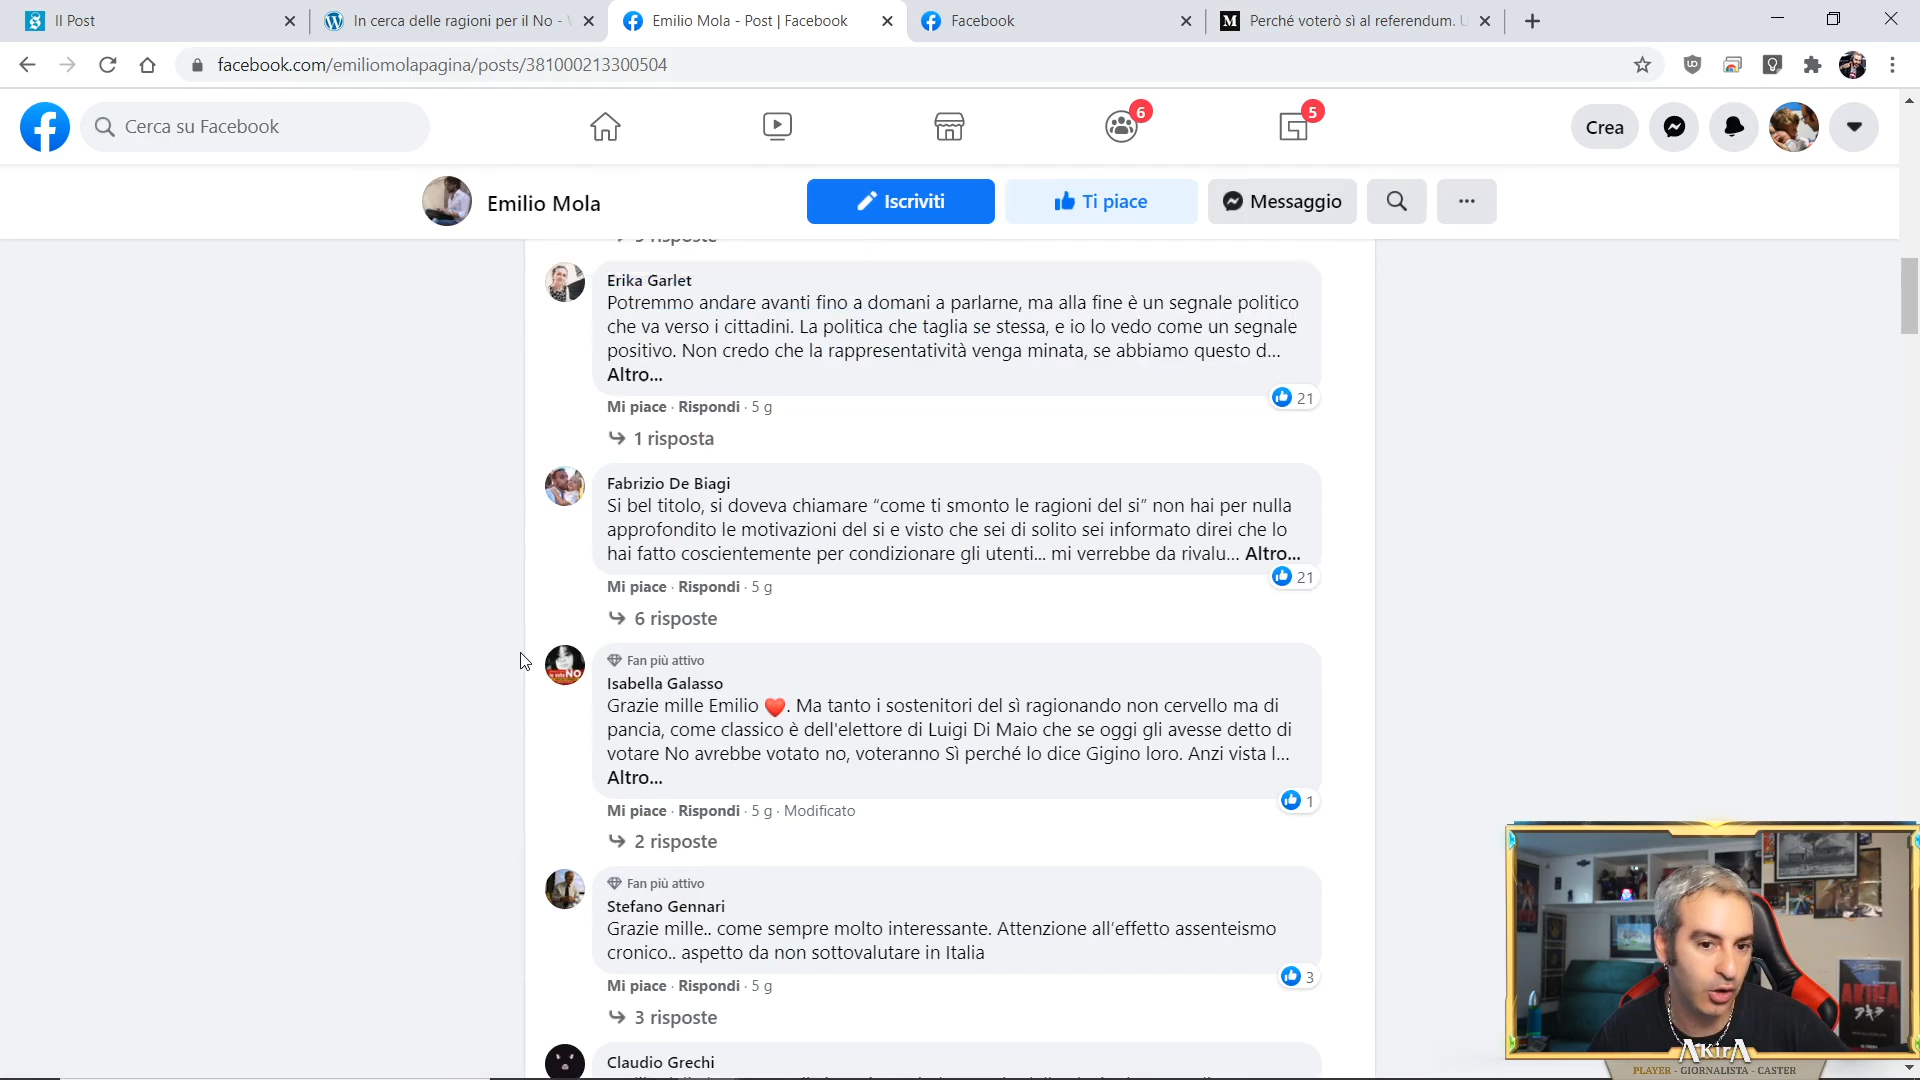 Il Post
In cerca delle ragioni per il No -
Emilio Mola - Post | Facebook
Facebook
Perché voterò sì al referendum. U
facebook.com/emiliomolapagina/posts/381000213300504
Cerca su Facebook
6
5
Crea
Emilio Mola
Iscriviti
Ti piace
Messaggio
Erika Garlet
Potremmo andare avanti fino a domani a parlarne, ma alla fine è un segnale politico
che va verso i cittadini. La politica che taglia se stessa, e io lo vedo come un segnale
positivo. Non credo che la rappresentatività venga minata, se abbiamo questo d...
Altro...
21
Mi piace · Rispondi · 5 g
1 risposta
Fabrizio De Biagi
Si bel titolo, si doveva chiamare “come ti smonto le ragioni del si” non hai per nulla
approfondito le motivazioni del si e visto che sei di solito sei informato direi che lo
hai fatto coscientemente per condizionare gli utenti... mi verrebbe da rivalu... Altro...
21
Mi piace · Rispondi · 5 g
6 risposte
NO
Fan più attivo
Isabella Galasso
Grazie mille Emilio ❤️. Ma tanto i sostenitori del sì ragionando non cervello ma di
pancia, come classico è dell'elettore di Luigi Di Maio che se oggi gli avesse detto di
votare No avrebbe votato no, voteranno Sì perché lo dice Gigino loro. Anzi vista l...
Altro...
1
Mi piace · Rispondi · 5 g · Modificato
2 risposte
Fan più attivo
Stefano Gennari
Grazie mille.. come sempre molto interessante. Attenzione all'effetto assenteismo
cronico.. aspetto da non sottovalutare in Italia
3
Mi piace · Rispondi · 5 g
3 risposte
Claudio Grechi
AKIRA
AKirA
PLAYER - GIORNALISTA - CASTER